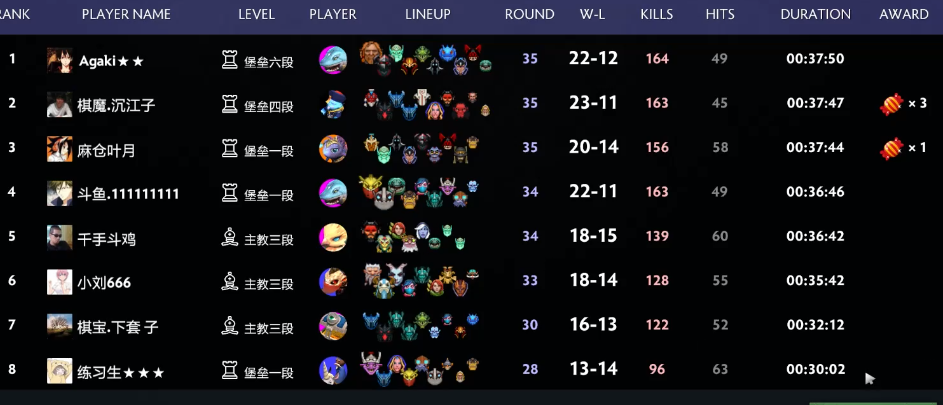 RANK PLAYER NAME LEVEL PLAYER LINEUP ROUND W-L KILLS HITS DURATION AWARD
1 Agaki★★ 堡垒六段 35 22-12 164 49 00:37:50
2 棋魔.沉江子 堡垒四段 35 23-11 163 45 00:37:47 × 3
3 麻仓叶月 堡垒一段 35 20-14 156 58 00:37:44 × 1
4 斗鱼.111111111 堡垒一段 34 22-11 163 49 00:36:46
5 干手斗鸡 主教三段 34 18-15 139 60 00:36:42
6 小刘666 主教三段 33 18-14 128 55 00:35:42
7 棋宝.下套子 主教三段 30 16-13 122 52 00:32:12
8 练习生★★★ 堡垒一段 28 13-14 96 63 00:30:02